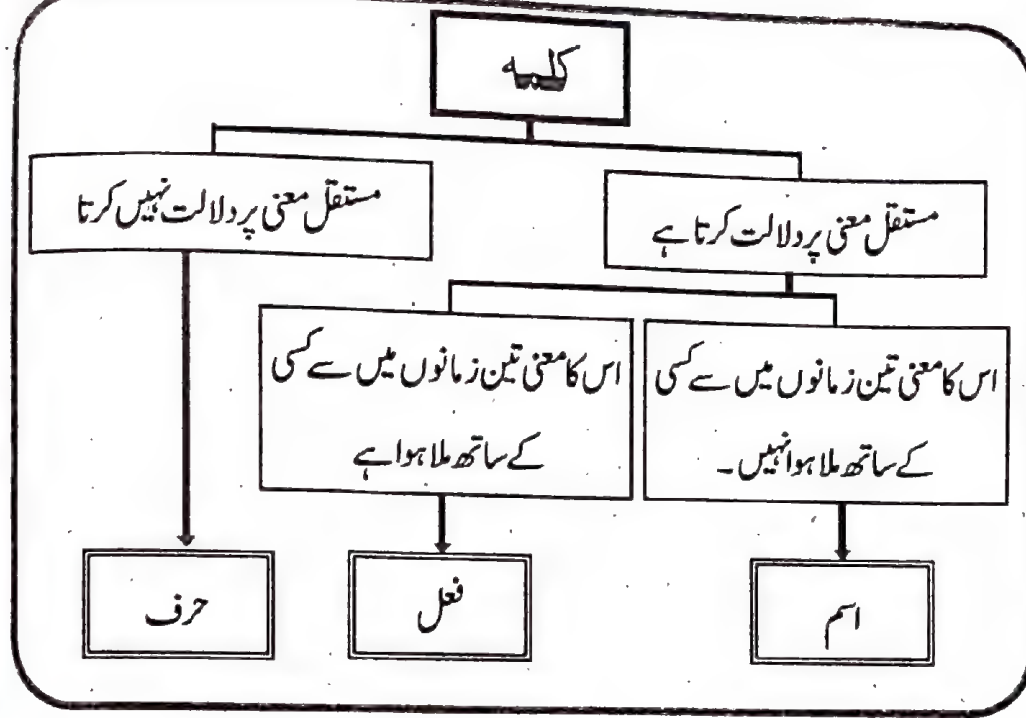 کلمہ
مستقل معنی پر دلالت کرتا ہے
مستقل معنی پر دلالت نہیں کرتا
اس کا معنی تین زمانوں میں سے کسی
کے ساتھ ملا ہوا نہیں۔
اس کا معنی تین زمانوں میں سے کسی
کے ساتھ ملا ہوا ہے
اسم
فعل
حرف